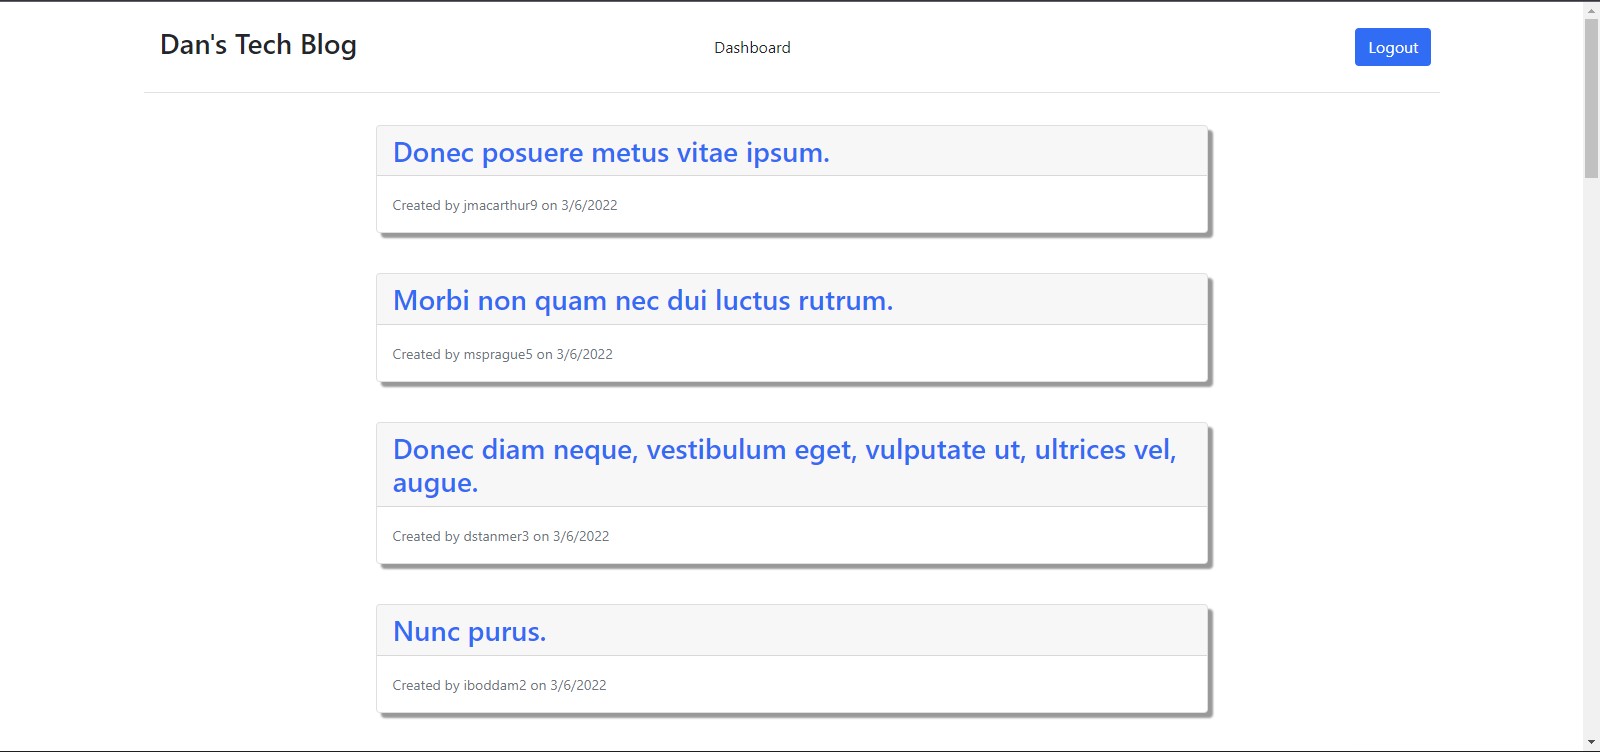 Dan's Tech Blog
Dashboard
Logout
Donec posuere metus vitae ipsum.
Created by jmacarthur9 on 3/6/2022
Morbi non quam nec dui luctus rutrum.
Created by msprague5 on 3/6/2022
Donec diam neque, vestibulum eget, vulputate ut, ultrices vel,
augue.
Created by dstanmer3 on 3/6/2022
Nunc purus.
Created by iboddam2 on 3/6/2022